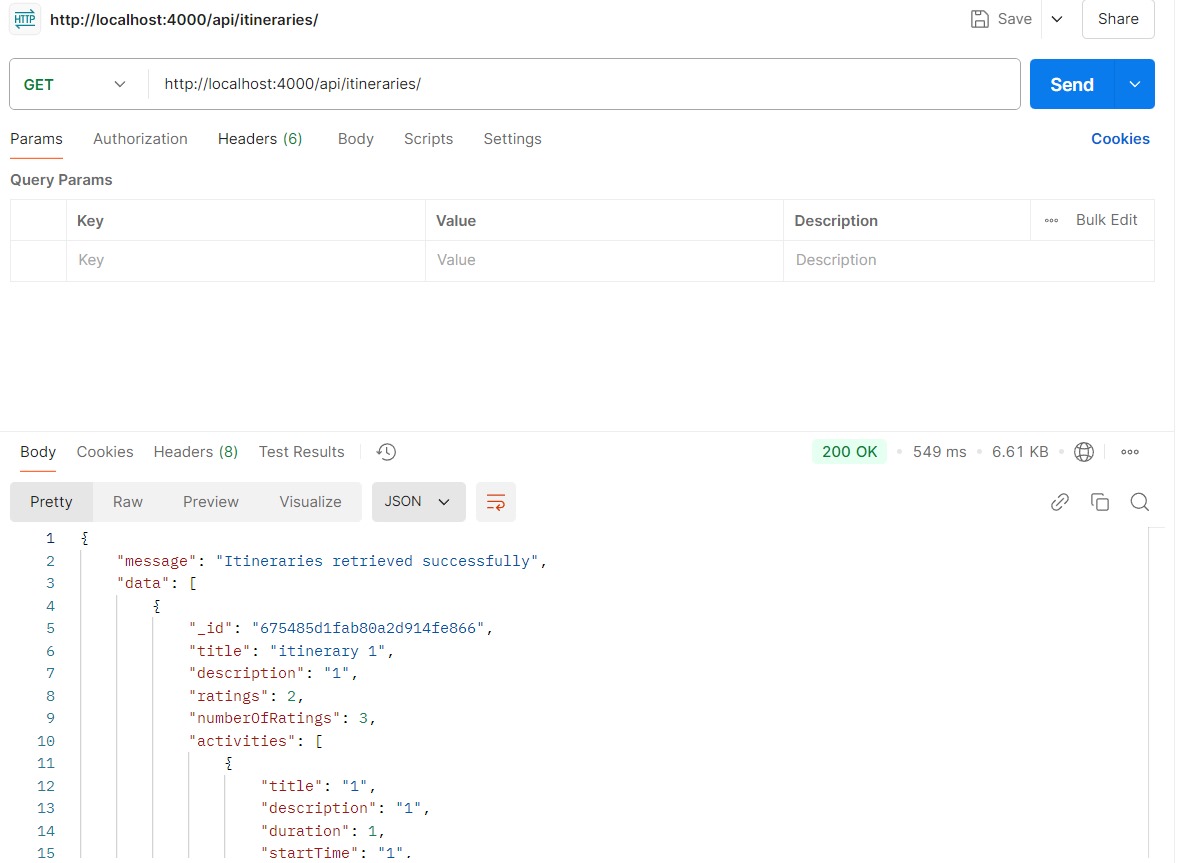 HTTP http://localhost:4000/api/itineraries/ Save Share
GET http://localhost:4000/api/itineraries/ Send
Params Authorization Headers (6) Body Scripts Settings Cookies
Query Params
Key Value Description Bulk Edit
Key Value Description
Body Cookies Headers (8) Test Results 200 OK 549 ms 6.61 KB
Pretty Raw Preview Visualize JSON
1 {
2 "message": "Itineraries retrieved successfully",
3 "data": [
4 {
5 "_id": "675485d1fab80a2d914fe866",
6 "title": "itinerary 1",
7 "description": "1",
8 "ratings": 2,
9 "numberOfRatings": 3,
10 "activities": [
11 {
12 "title": "1",
13 "description": "1",
14 "duration": 1,
15 "startTime": "1",